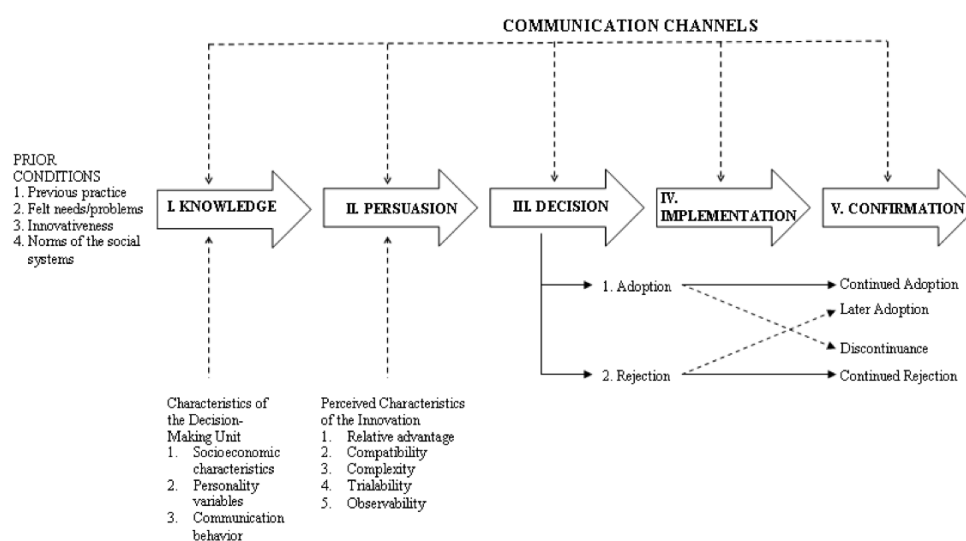 COMMUNICATION CHANNELS
PRIOR
CONDITIONS
1. Previous practice
2. Felt needs/problems
3. Innovativeness
4. Norms of the social
systems
I. KNOWLEDGE
II. PERSUASION
III. DECISION
IV.
IMPLEMENTATION
V. CONFIRMATION
1. Adoption
2. Rejection
Continued Adoption
Later Adoption
Discontinuance
Continued Rejection
Characteristics of
the Decision-
Making Unit
1. Socioeconomic
characteristics
2. Personality
variables
3. Communication
behavior
Perceived Characteristics
of the Innovation
1. Relative advantage
2. Compatibility
3. Complexity
4. Trialability
5. Observability